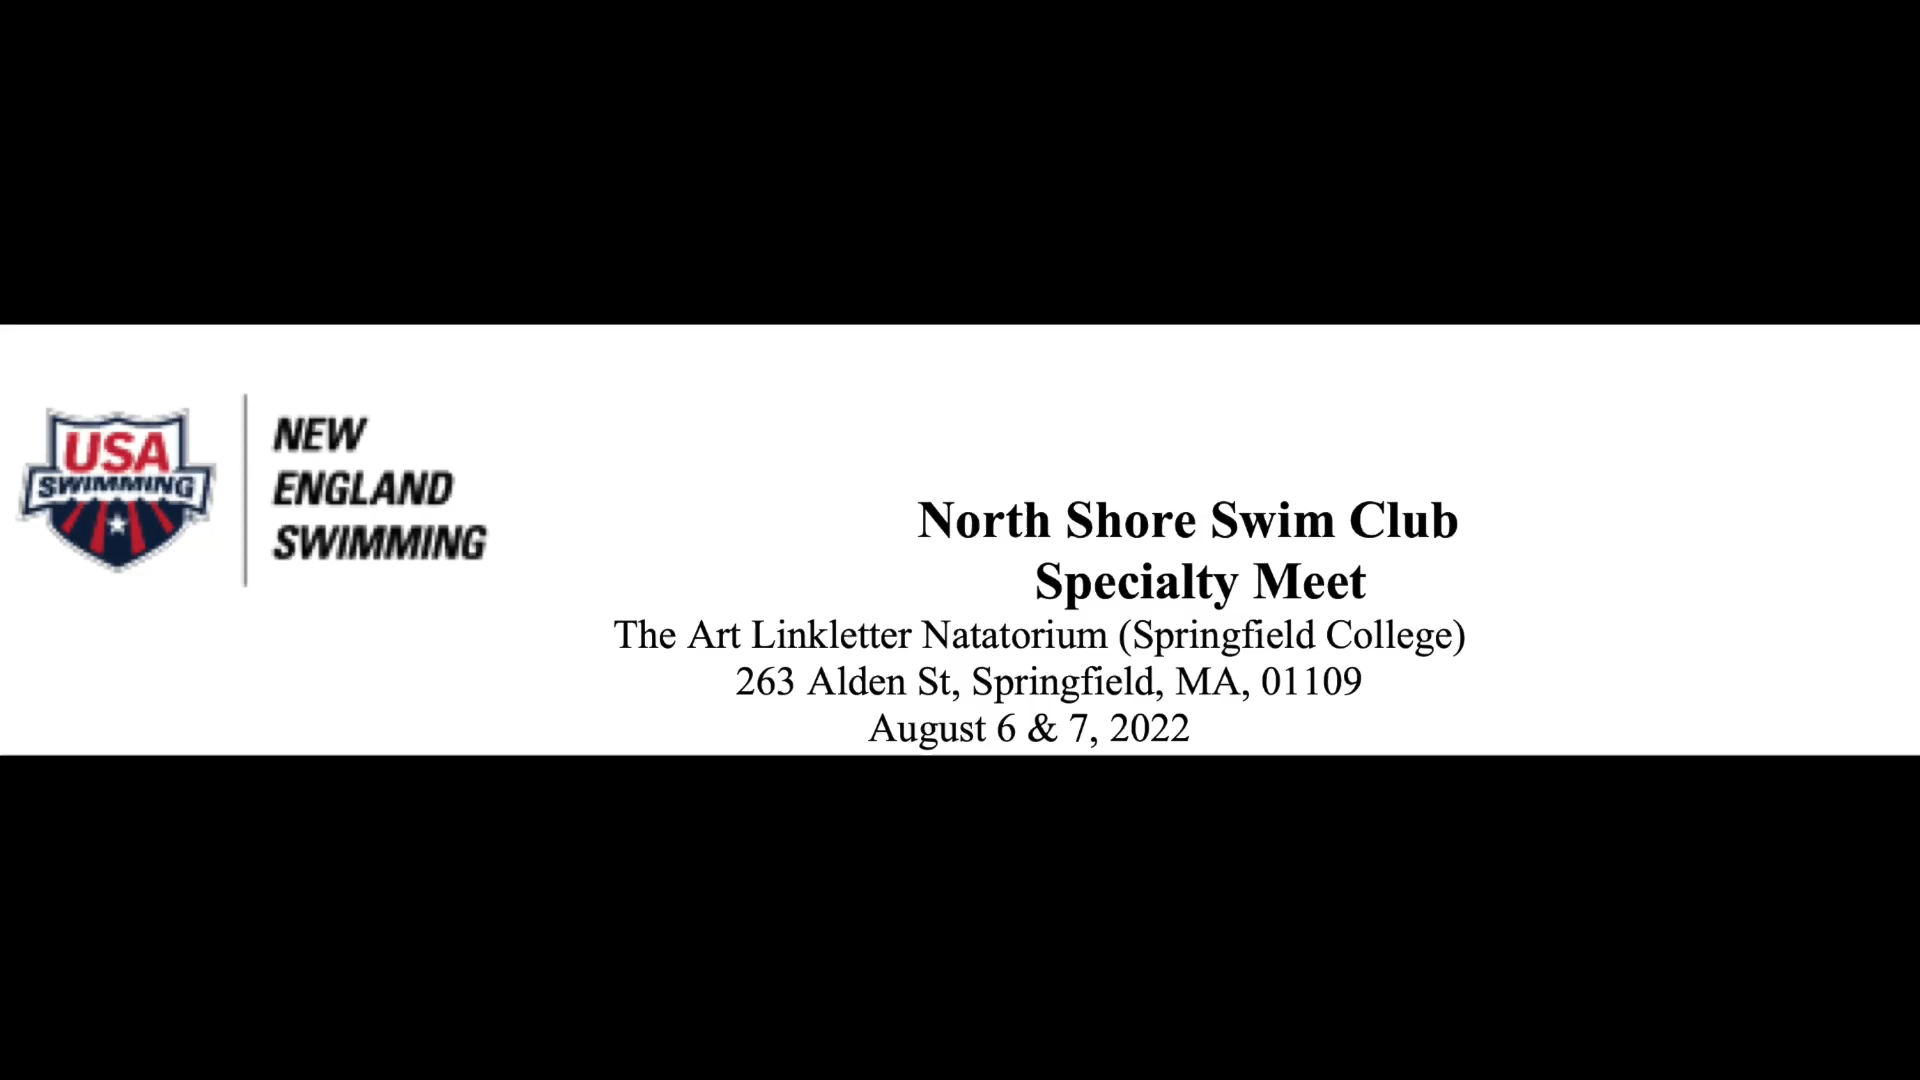 USA
SWIMMING
NEW
ENGLAND
SWIMMING
North Shore Swim Club
Specialty Meet
The Art Linkletter Natatorium (Springfield College)
263 Alden St, Springfield, MA, 01109
August 6 & 7, 2022